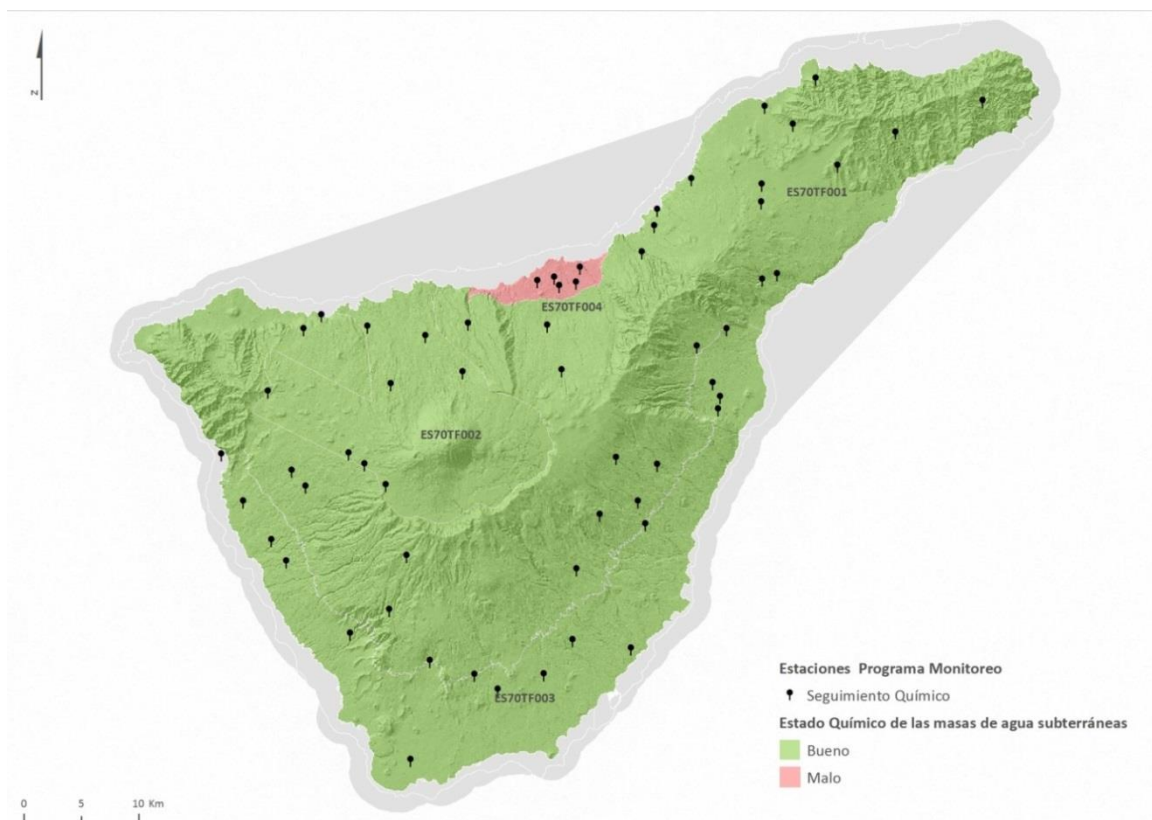 N
ES70TF001
ES70TF004
ES70TF002
ES70TF003
Estaciones Programa Monitoreo
Seguimiento Químico
Estado Químico de las masas de agua subterráneas
Bueno
Malo
0 5 10 Km